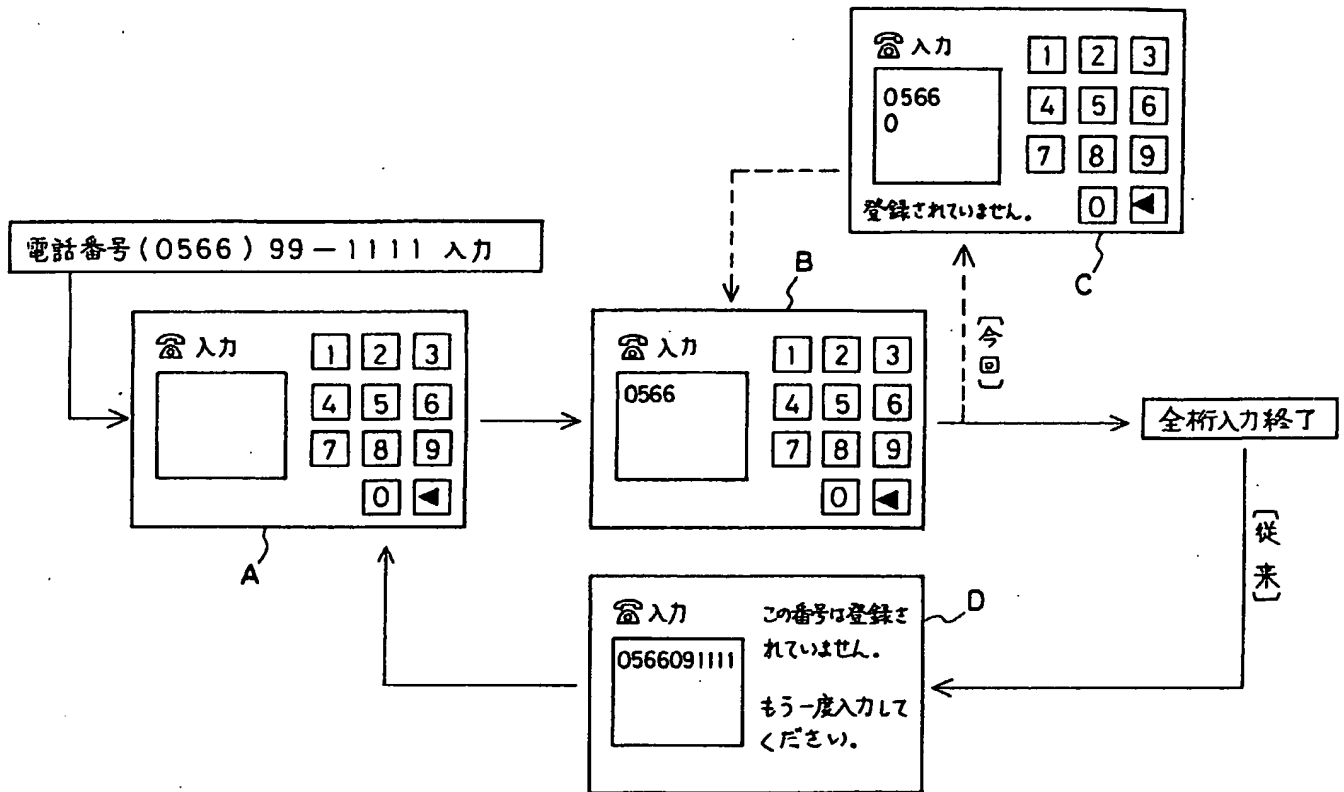 ☎入力
0566
0
1 2 3
4 5 6
7 8 9
0 ◀
登録されていません。
C
電話番号(0566)99-1111 入力
☎入力
1 2 3
4 5 6
7 8 9
0 ◀
A
B
☎入力
0566
1 2 3
4 5 6
7 8 9
0 ◀
〔今回〕
全桁入力終了
〔従来〕
D
☎入力
0566091111
この番号は登録さ
れていません。
もう一度入力して
ください。